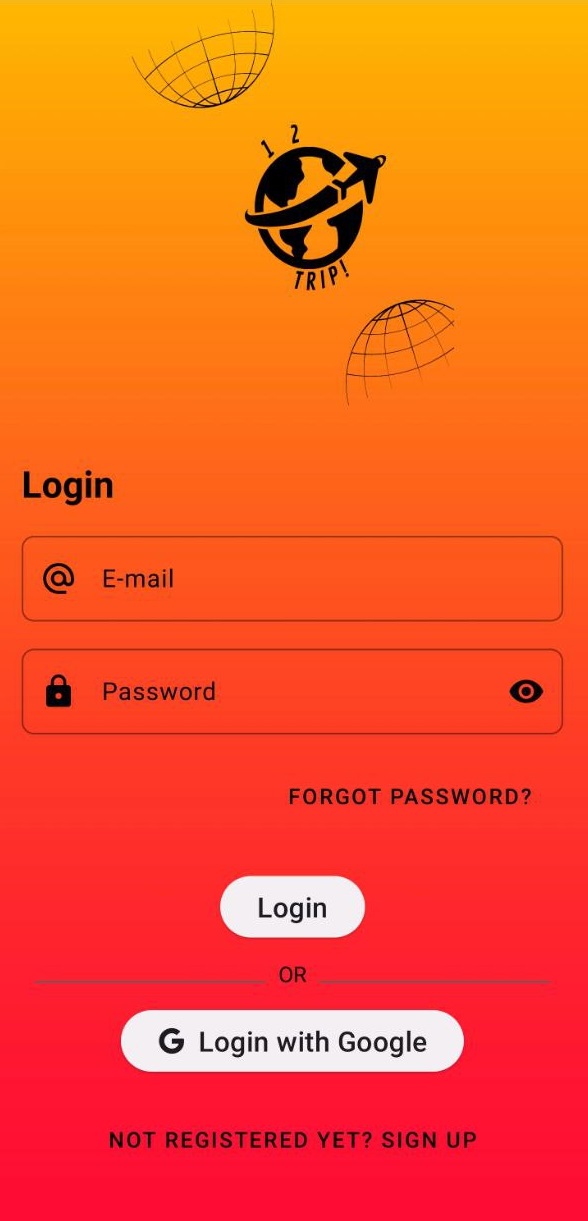 1 2
TRIP!
Login
@ E-mail
Password
FORGOT PASSWORD?
Login
OR
G Login with Google
NOT REGISTERED YET? SIGN UP